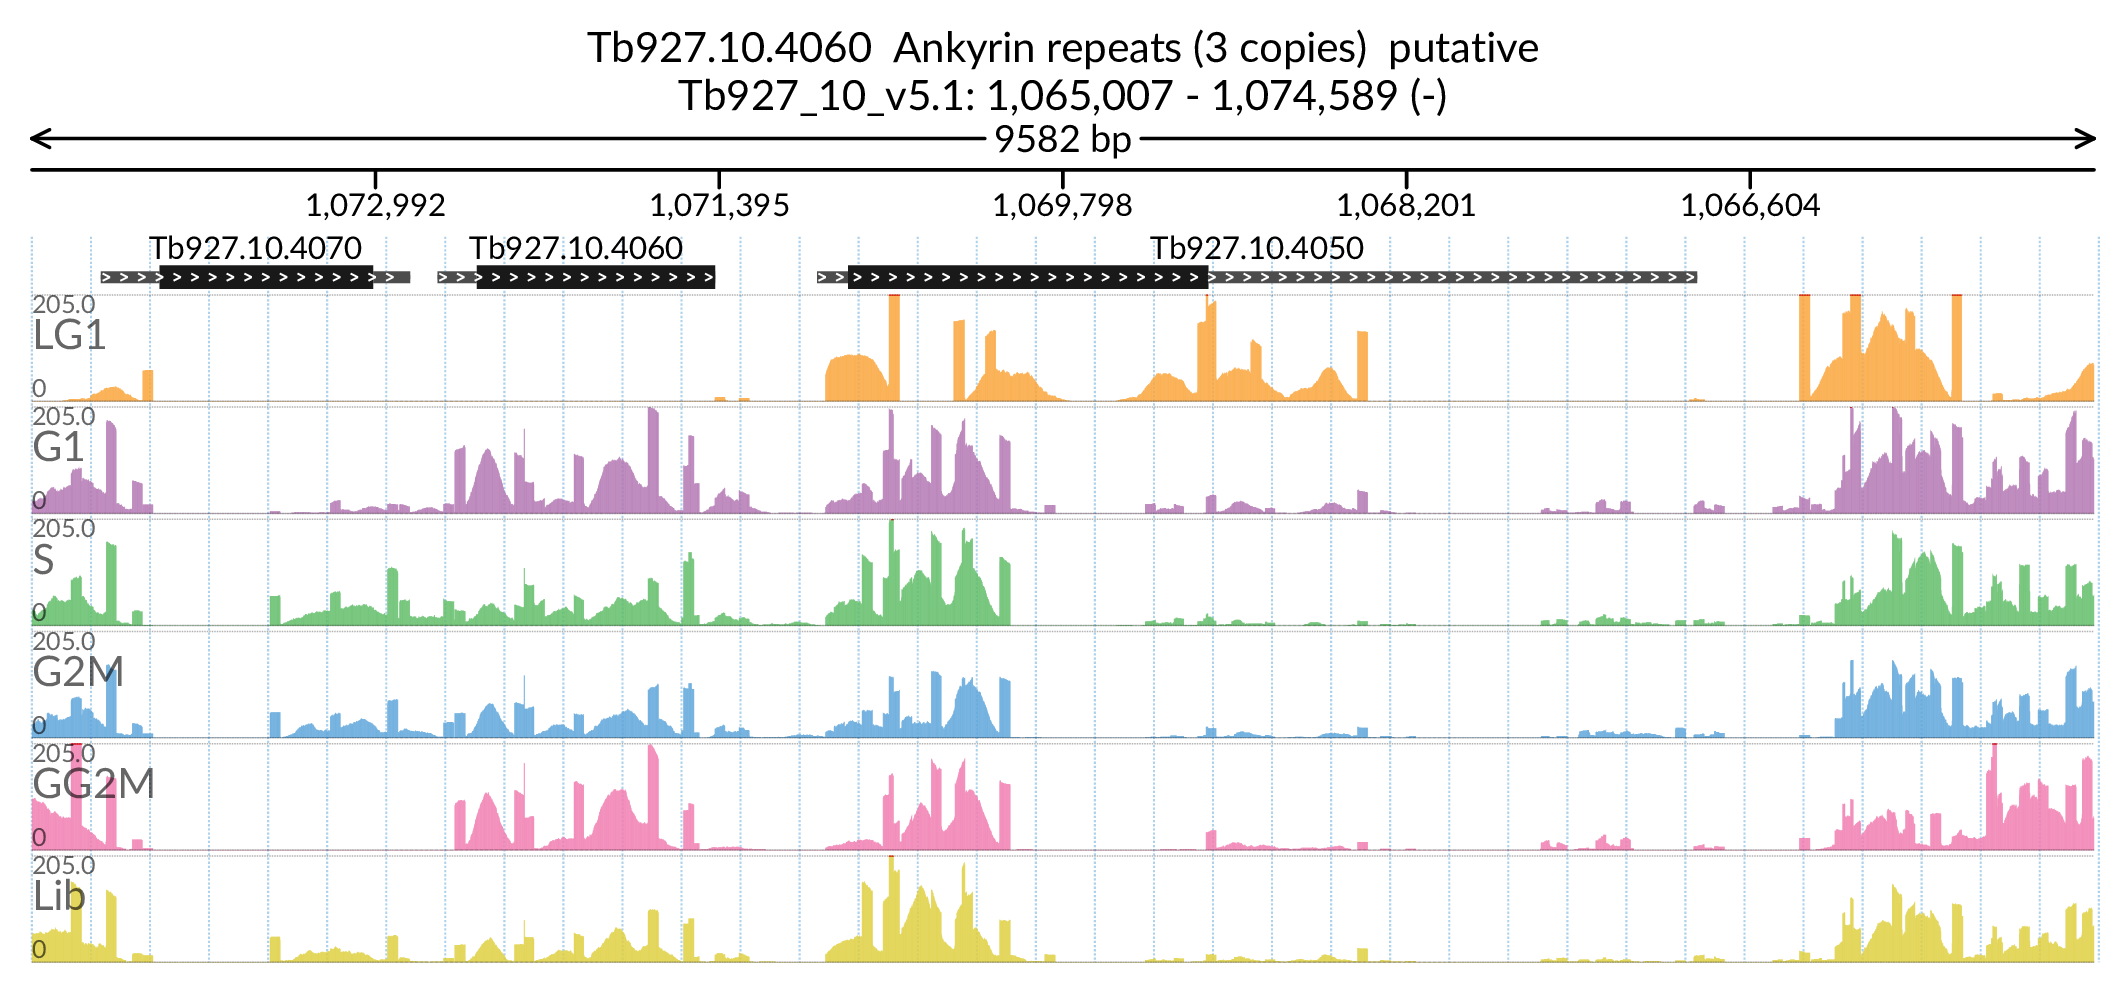 Tb927.10.4060  Ankyrin repeats (3 copies)  putative
Tb927_10_v5.1: 1,065,007 - 1,074,589 (-)
9582 bp
1,072,992 1,071,395 1,069,798 1,068,201 1,066,604
Tb927.10.4070 Tb927.10.4060 Tb927.10.4050
205.0
LG1
0
205.0
G1
0
205.0
S
0
205.0
G2M
0
205.0
GG2M
0
205.0
Lib
0